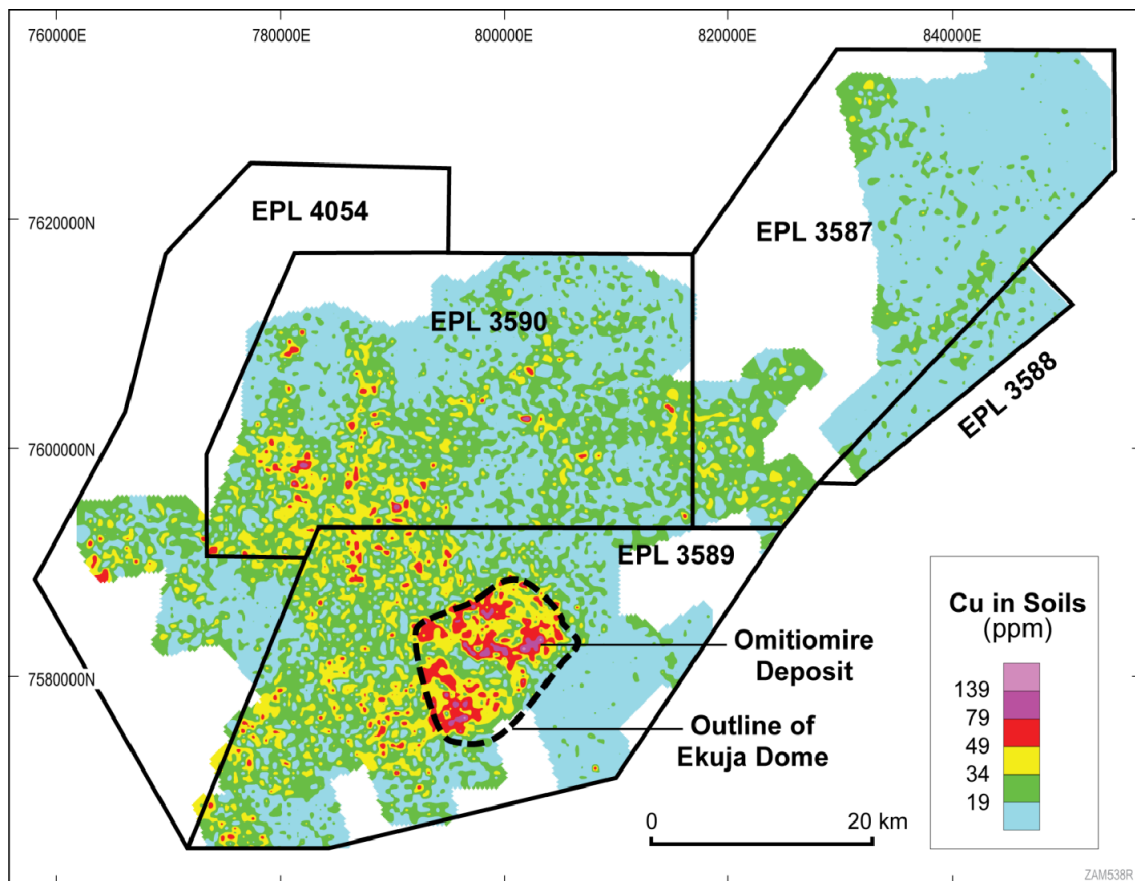 760000E
780000E
800000E
820000E
840000E
7620000N
7600000N
7580000N
EPL 4054
EPL 3587
EPL 3590
EPL 3588
EPL 3589
Omitiomire
Deposit
Outline of
Ekuja Dome
Cu in Soils
(ppm)
139
79
49
34
19
0
20 km
ZAM538R